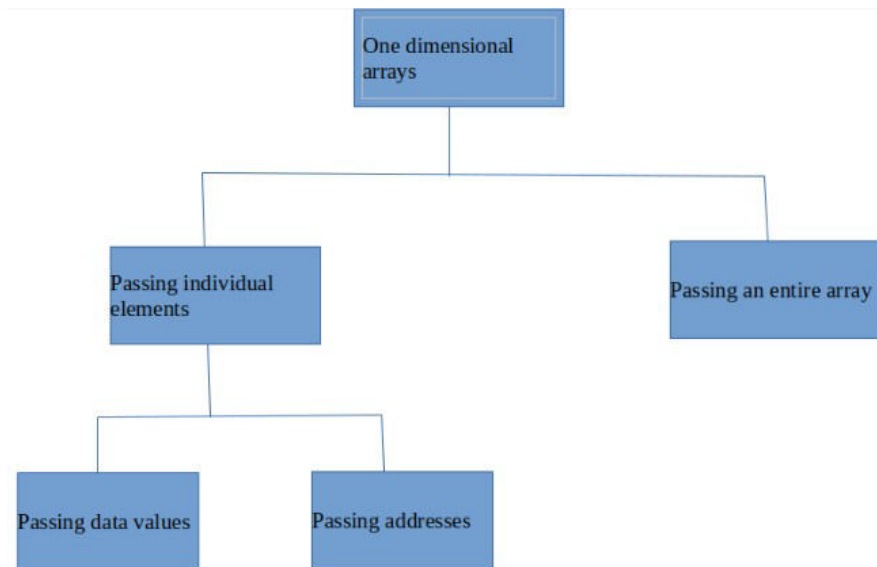 One dimensional
arrays
Passing individual
elements
Passing an entire array
Passing data values
Passing addresses